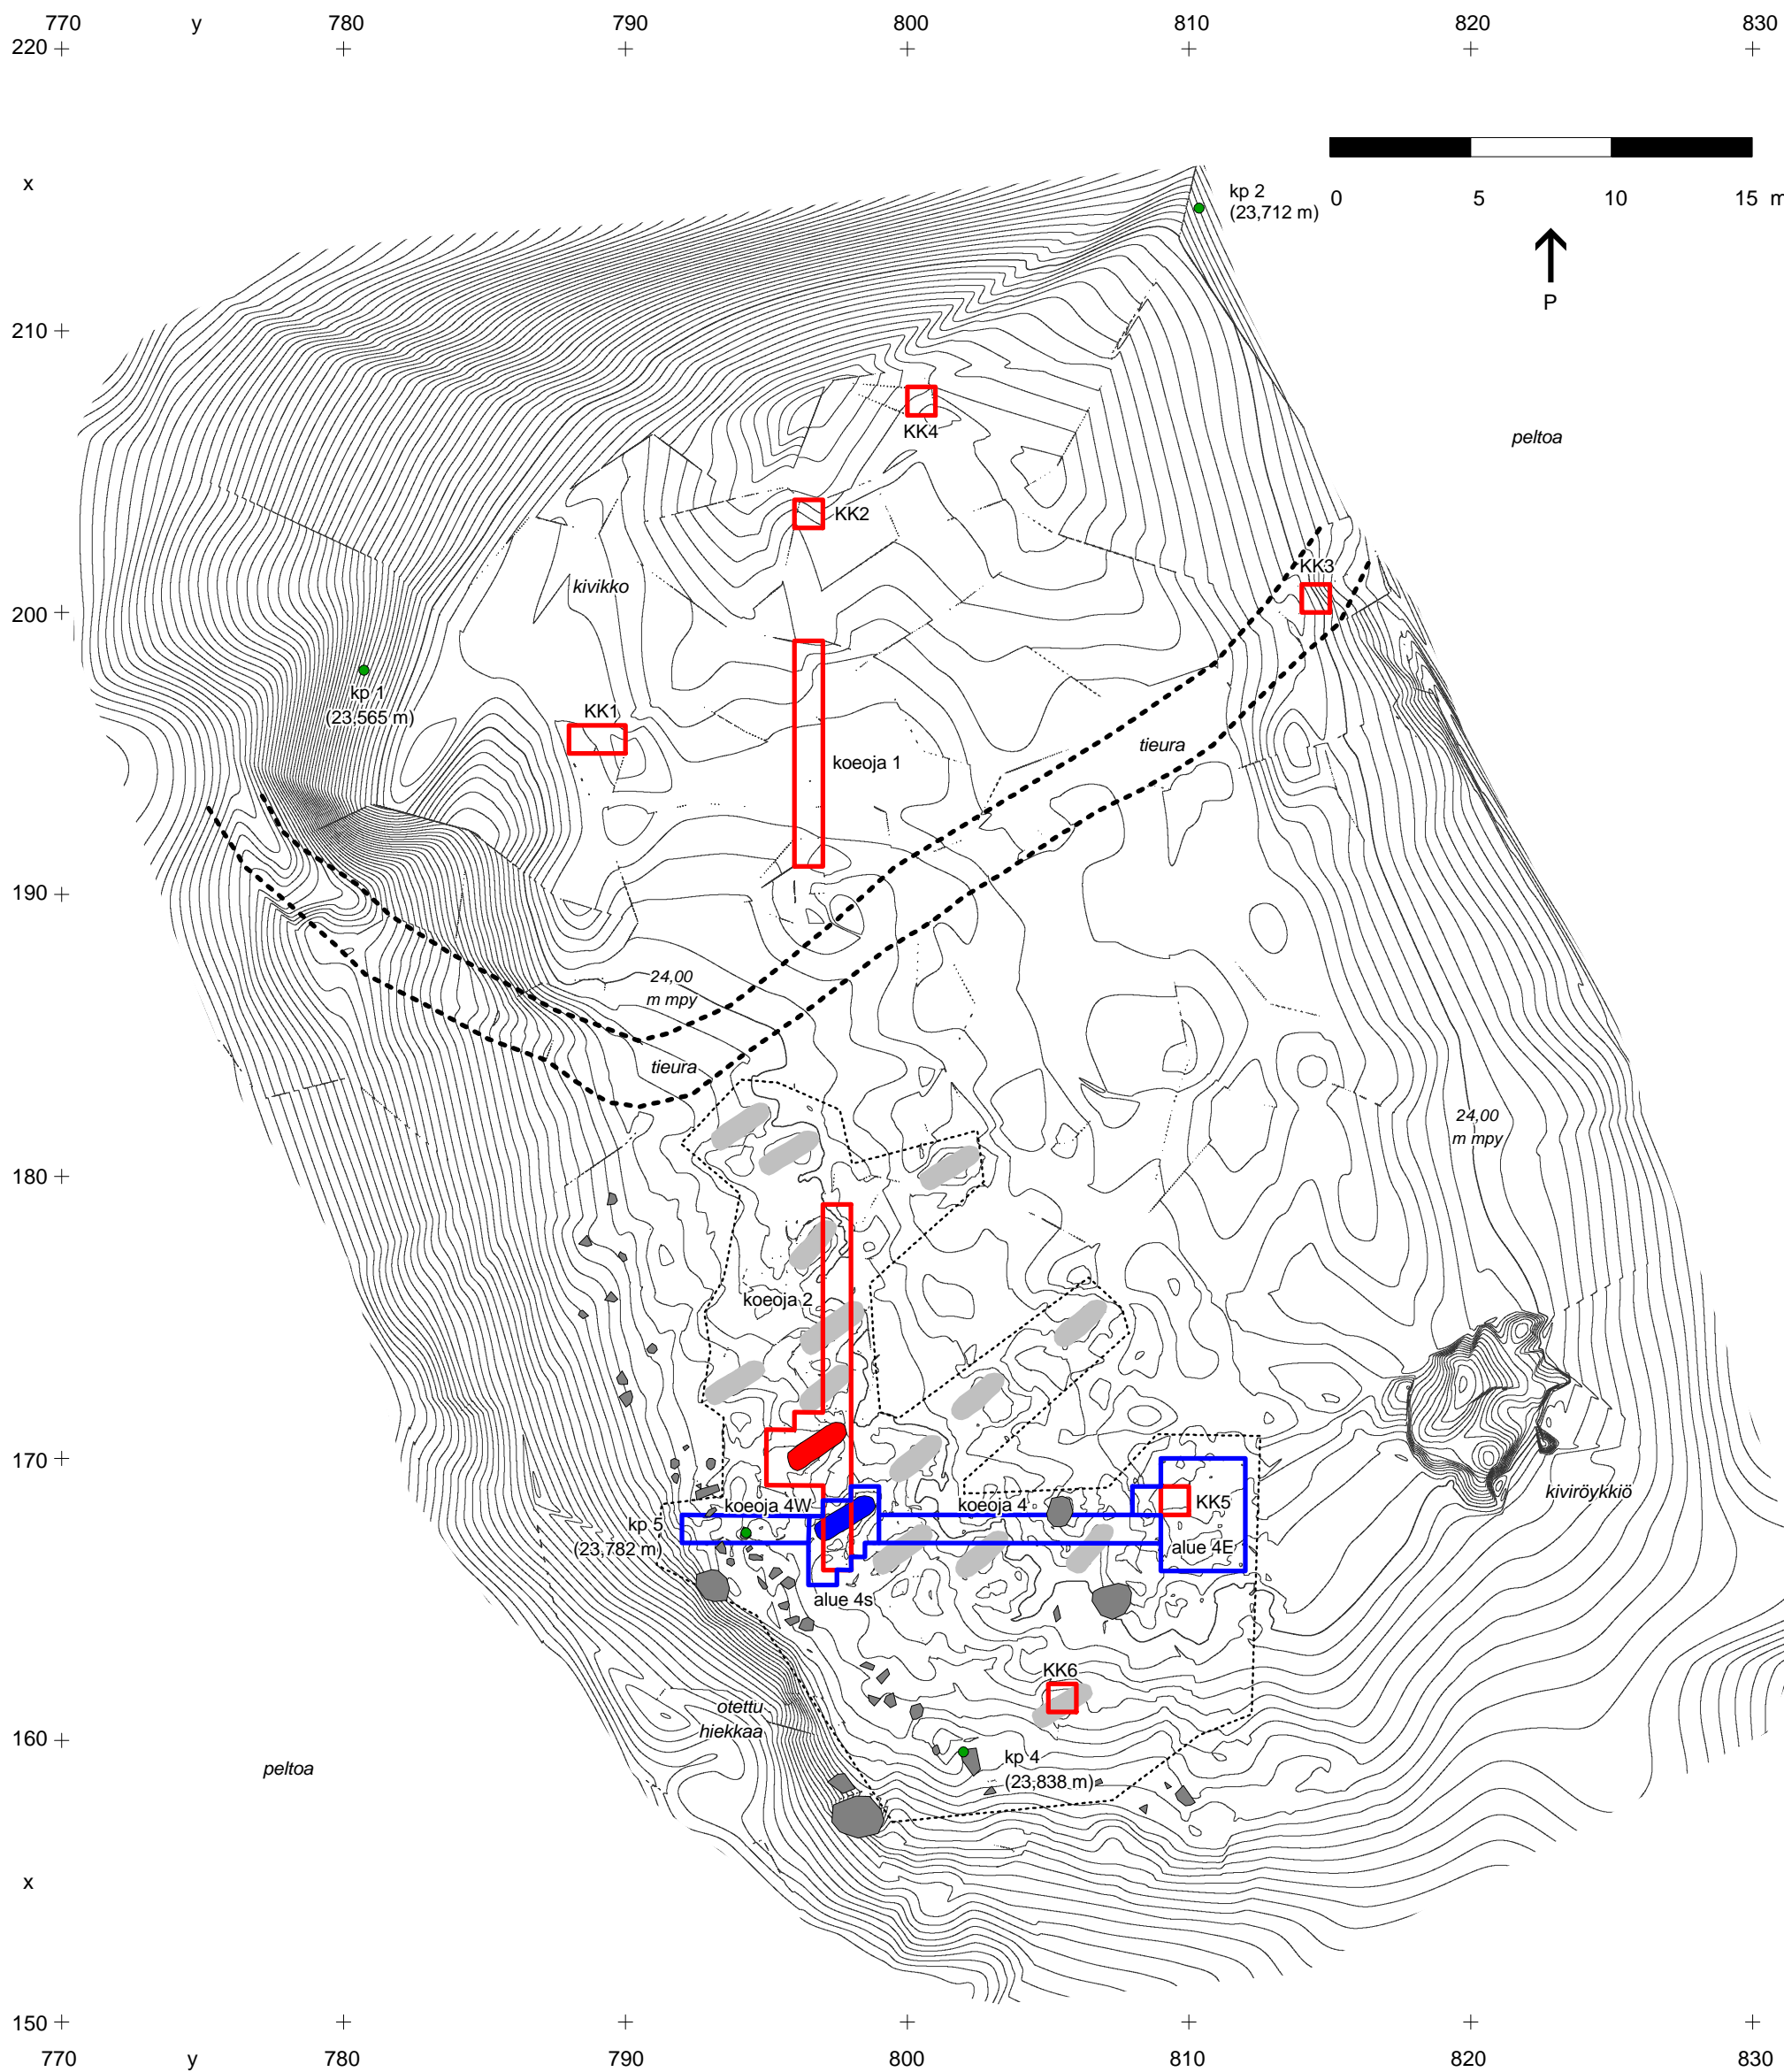 770 y 780 790 800 810 820 830
220
x
kp 2
(23,712 m)
0 5 10 15 m
P
210
peltoa
KK4
KK2
KK3
kivikko
200
kp 1
(23,565 m)
KK1
tieura
koeoja 1
190
24,00
m mpy
tieura
24,00
m mpy
180
koeoja 2
170
kiviröykkiö
koeoja 4W
koeoja 4
KK5
kp 5
(23,782 m)
alue 4E
alue 4s
KK6
otettu
hiekkaa
160
kp 4
(23,838 m)
peltoa
x
150
770 y 780 790 800 810 820 830